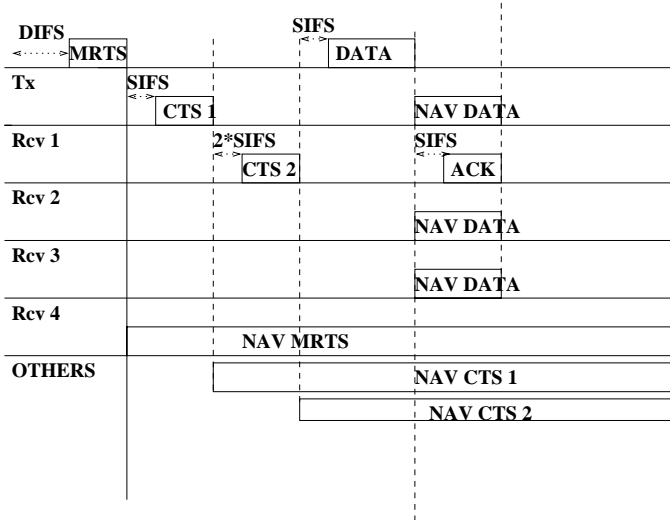 SIFS
DIFS
MRTS
DATA
Tx
SIFS
CTS 1
NAV DATA
Rcv 1
2*SIFS
SIFS
CTS 2
ACK
Rcv 2
NAV DATA
Rcv 3
NAV DATA
Rcv 4
NAV MRTS
OTHERS
NAV CTS 1
NAV CTS 2